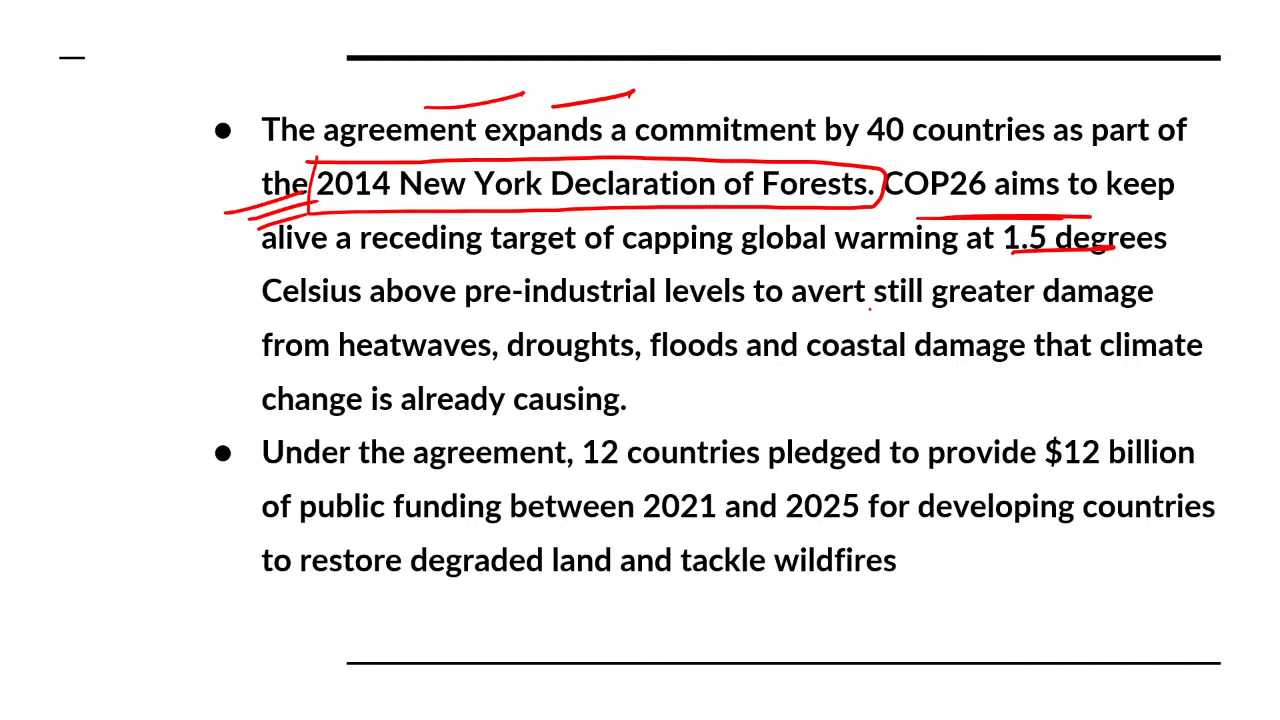 ● The agreement expands a commitment by 40 countries as part of
the 2014 New York Declaration of Forests. COP26 aims to keep
alive a receding target of capping global warming at 1.5 degrees
Celsius above pre-industrial levels to avert still greater damage
from heatwaves, droughts, floods and coastal damage that climate
change is already causing.
● Under the agreement, 12 countries pledged to provide $12 billion
of public funding between 2021 and 2025 for developing countries
to restore degraded land and tackle wildfires